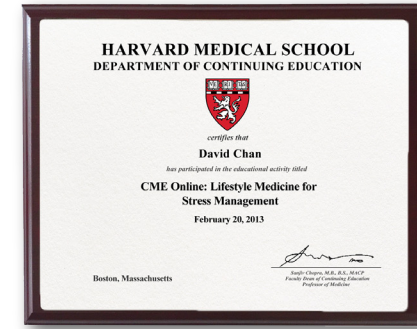 HARVARD MEDICAL SCHOOL
DEPARTMENT OF CONTINUING EDUCATION
certifies that
David Chan
has participated in the educational activity titled
CME Online: Lifestyle Medicine for
Stress Management
February 20, 2013
Boston, Massachusetts
Sanjiv Chopra, M.B., B.S., MACP
Faculty Dean of Continuing Education
Professor of Medicine